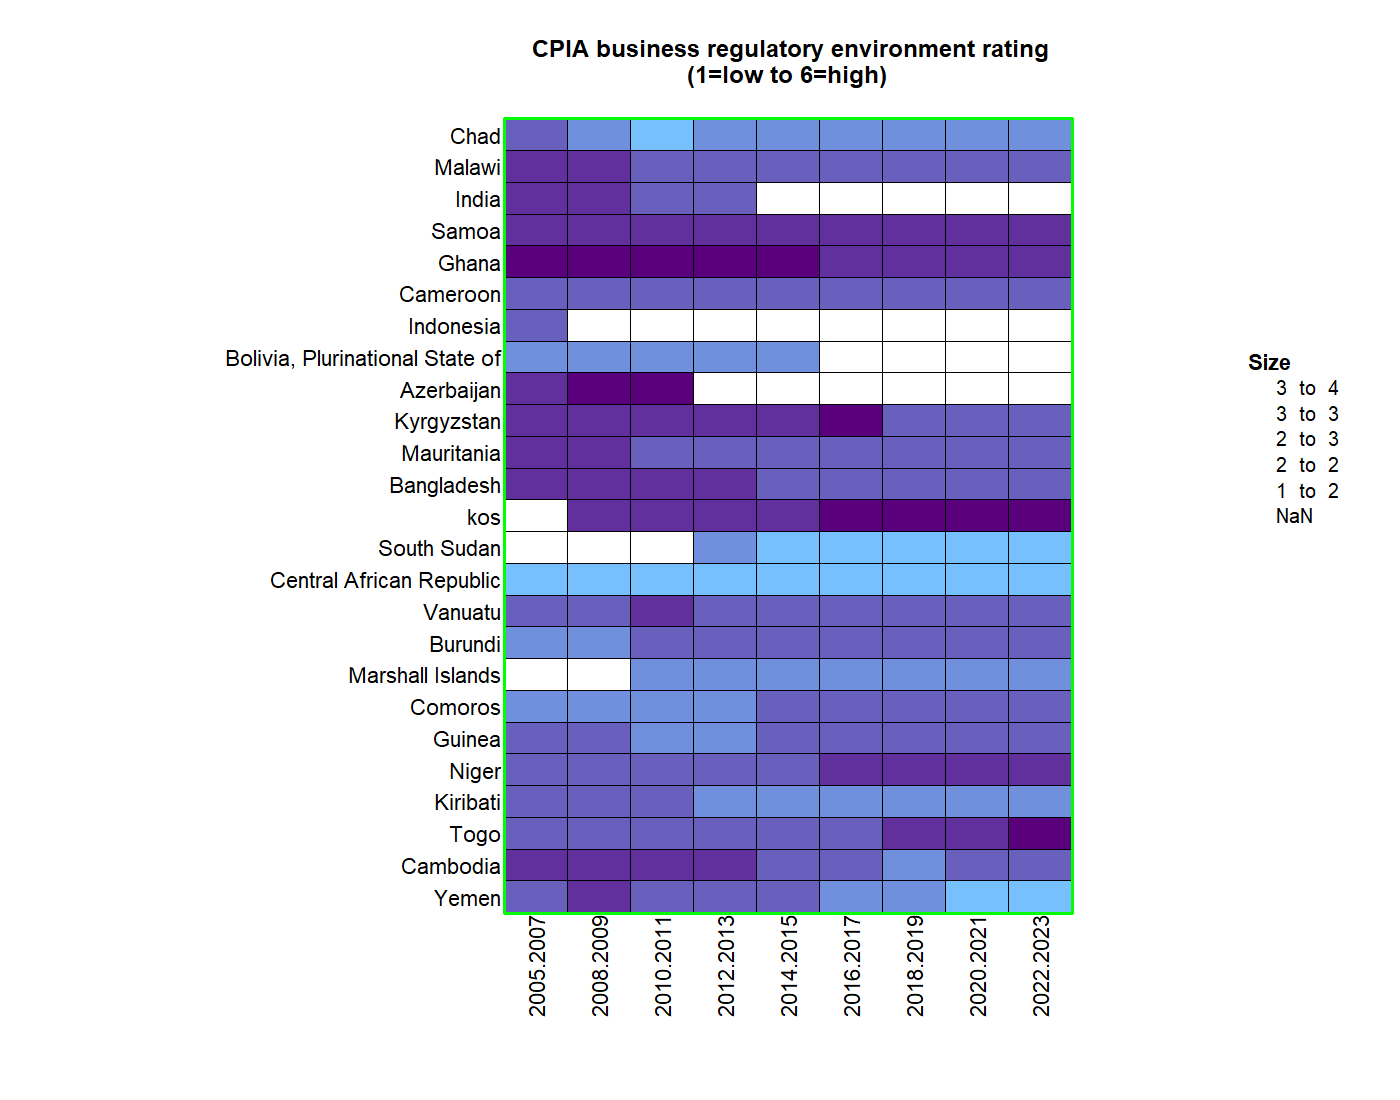 CPIA business regulatory environment rating
(1=low to 6=high)
Chad
Malawi
India
Samoa
Ghana
Cameroon
Indonesia
Bolivia, Plurinational State of
Azerbaijan
Kyrgyzstan
Mauritania
Bangladesh
kos
South Sudan
Central African Republic
Vanuatu
Burundi
Marshall Islands
Comoros
Guinea
Niger
Kiribati
Togo
Cambodia
Yemen
2005.2007
2008.2009
2010.2011
2012.2013
2014.2015
2016.2017
2018.2019
2020.2021
2022.2023
Size
3 to 4
3 to 3
2 to 3
2 to 2
1 to 2
NaN